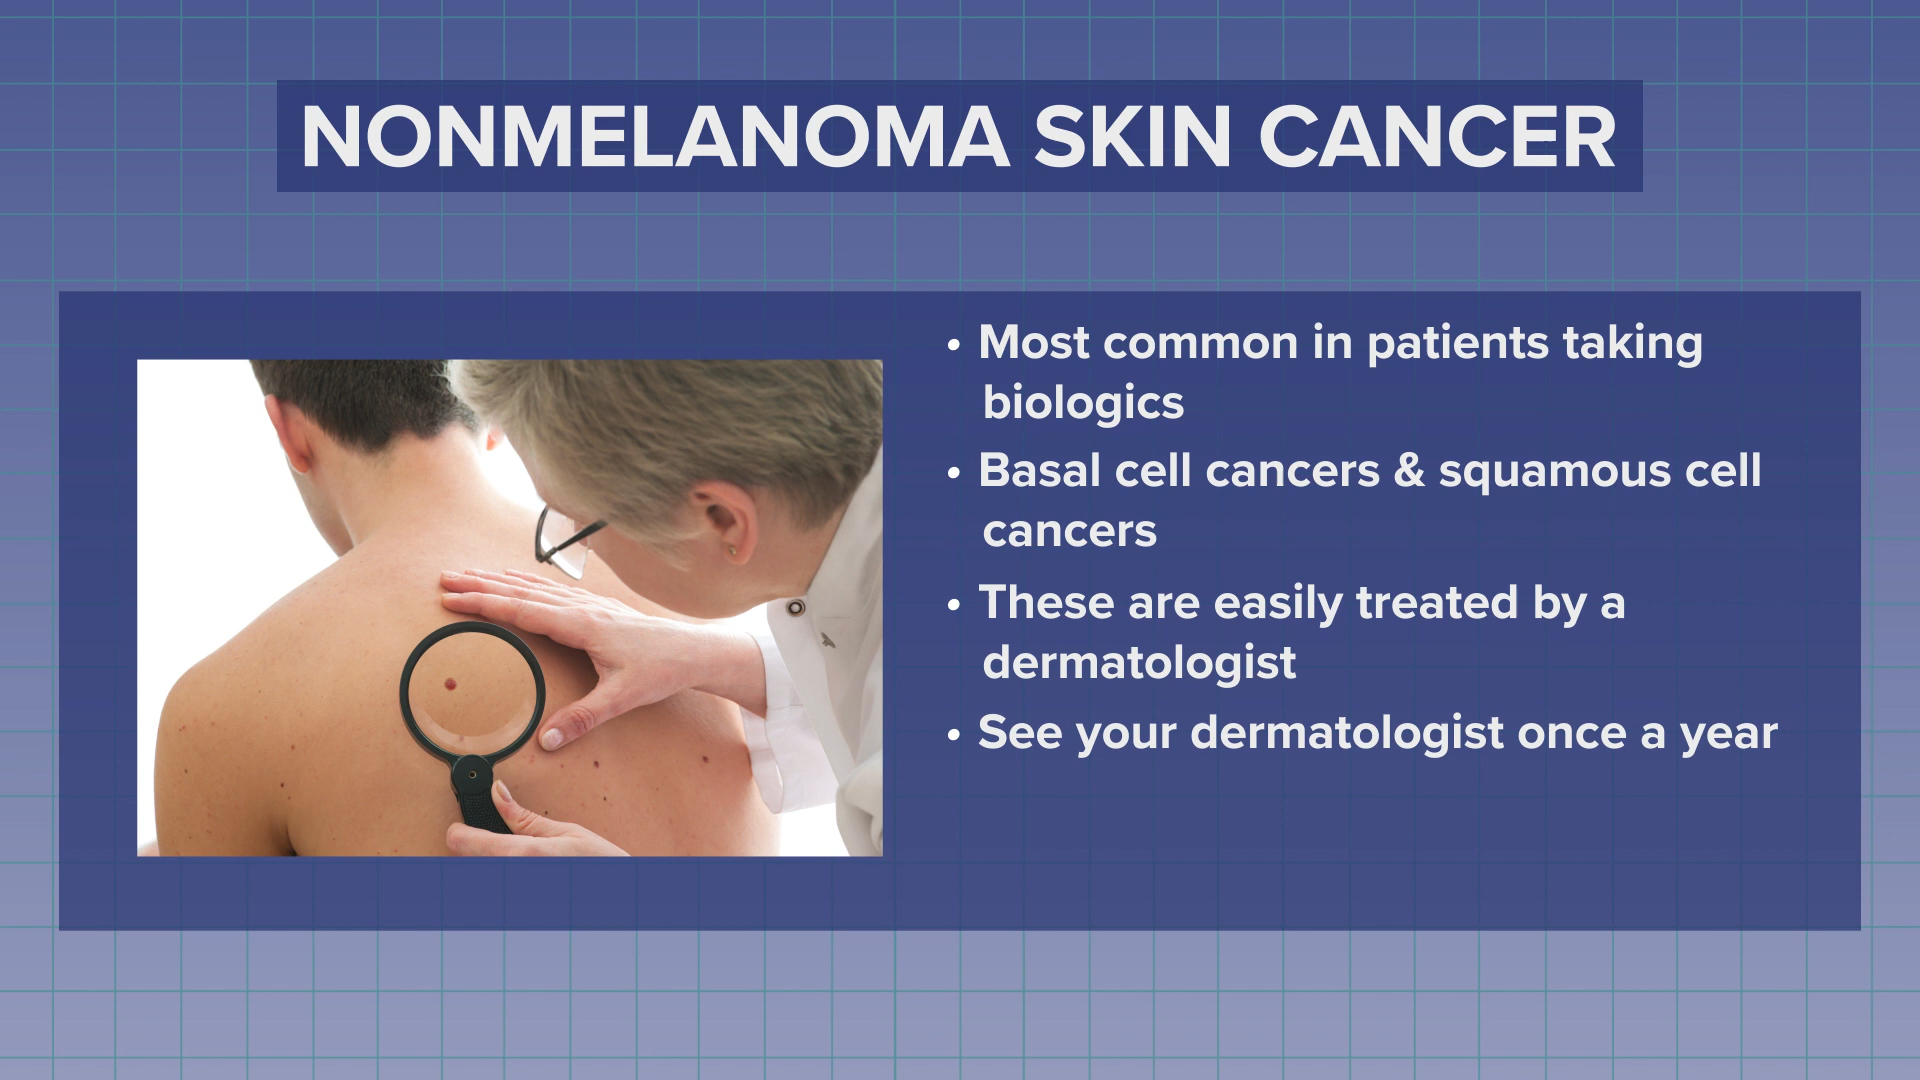 NONMELANOMA SKIN CANCER
• Most common in patients taking
biologics
• Basal cell cancers & squamous cell
cancers
• These are easily treated by a
dermatologist
• See your dermatologist once a year